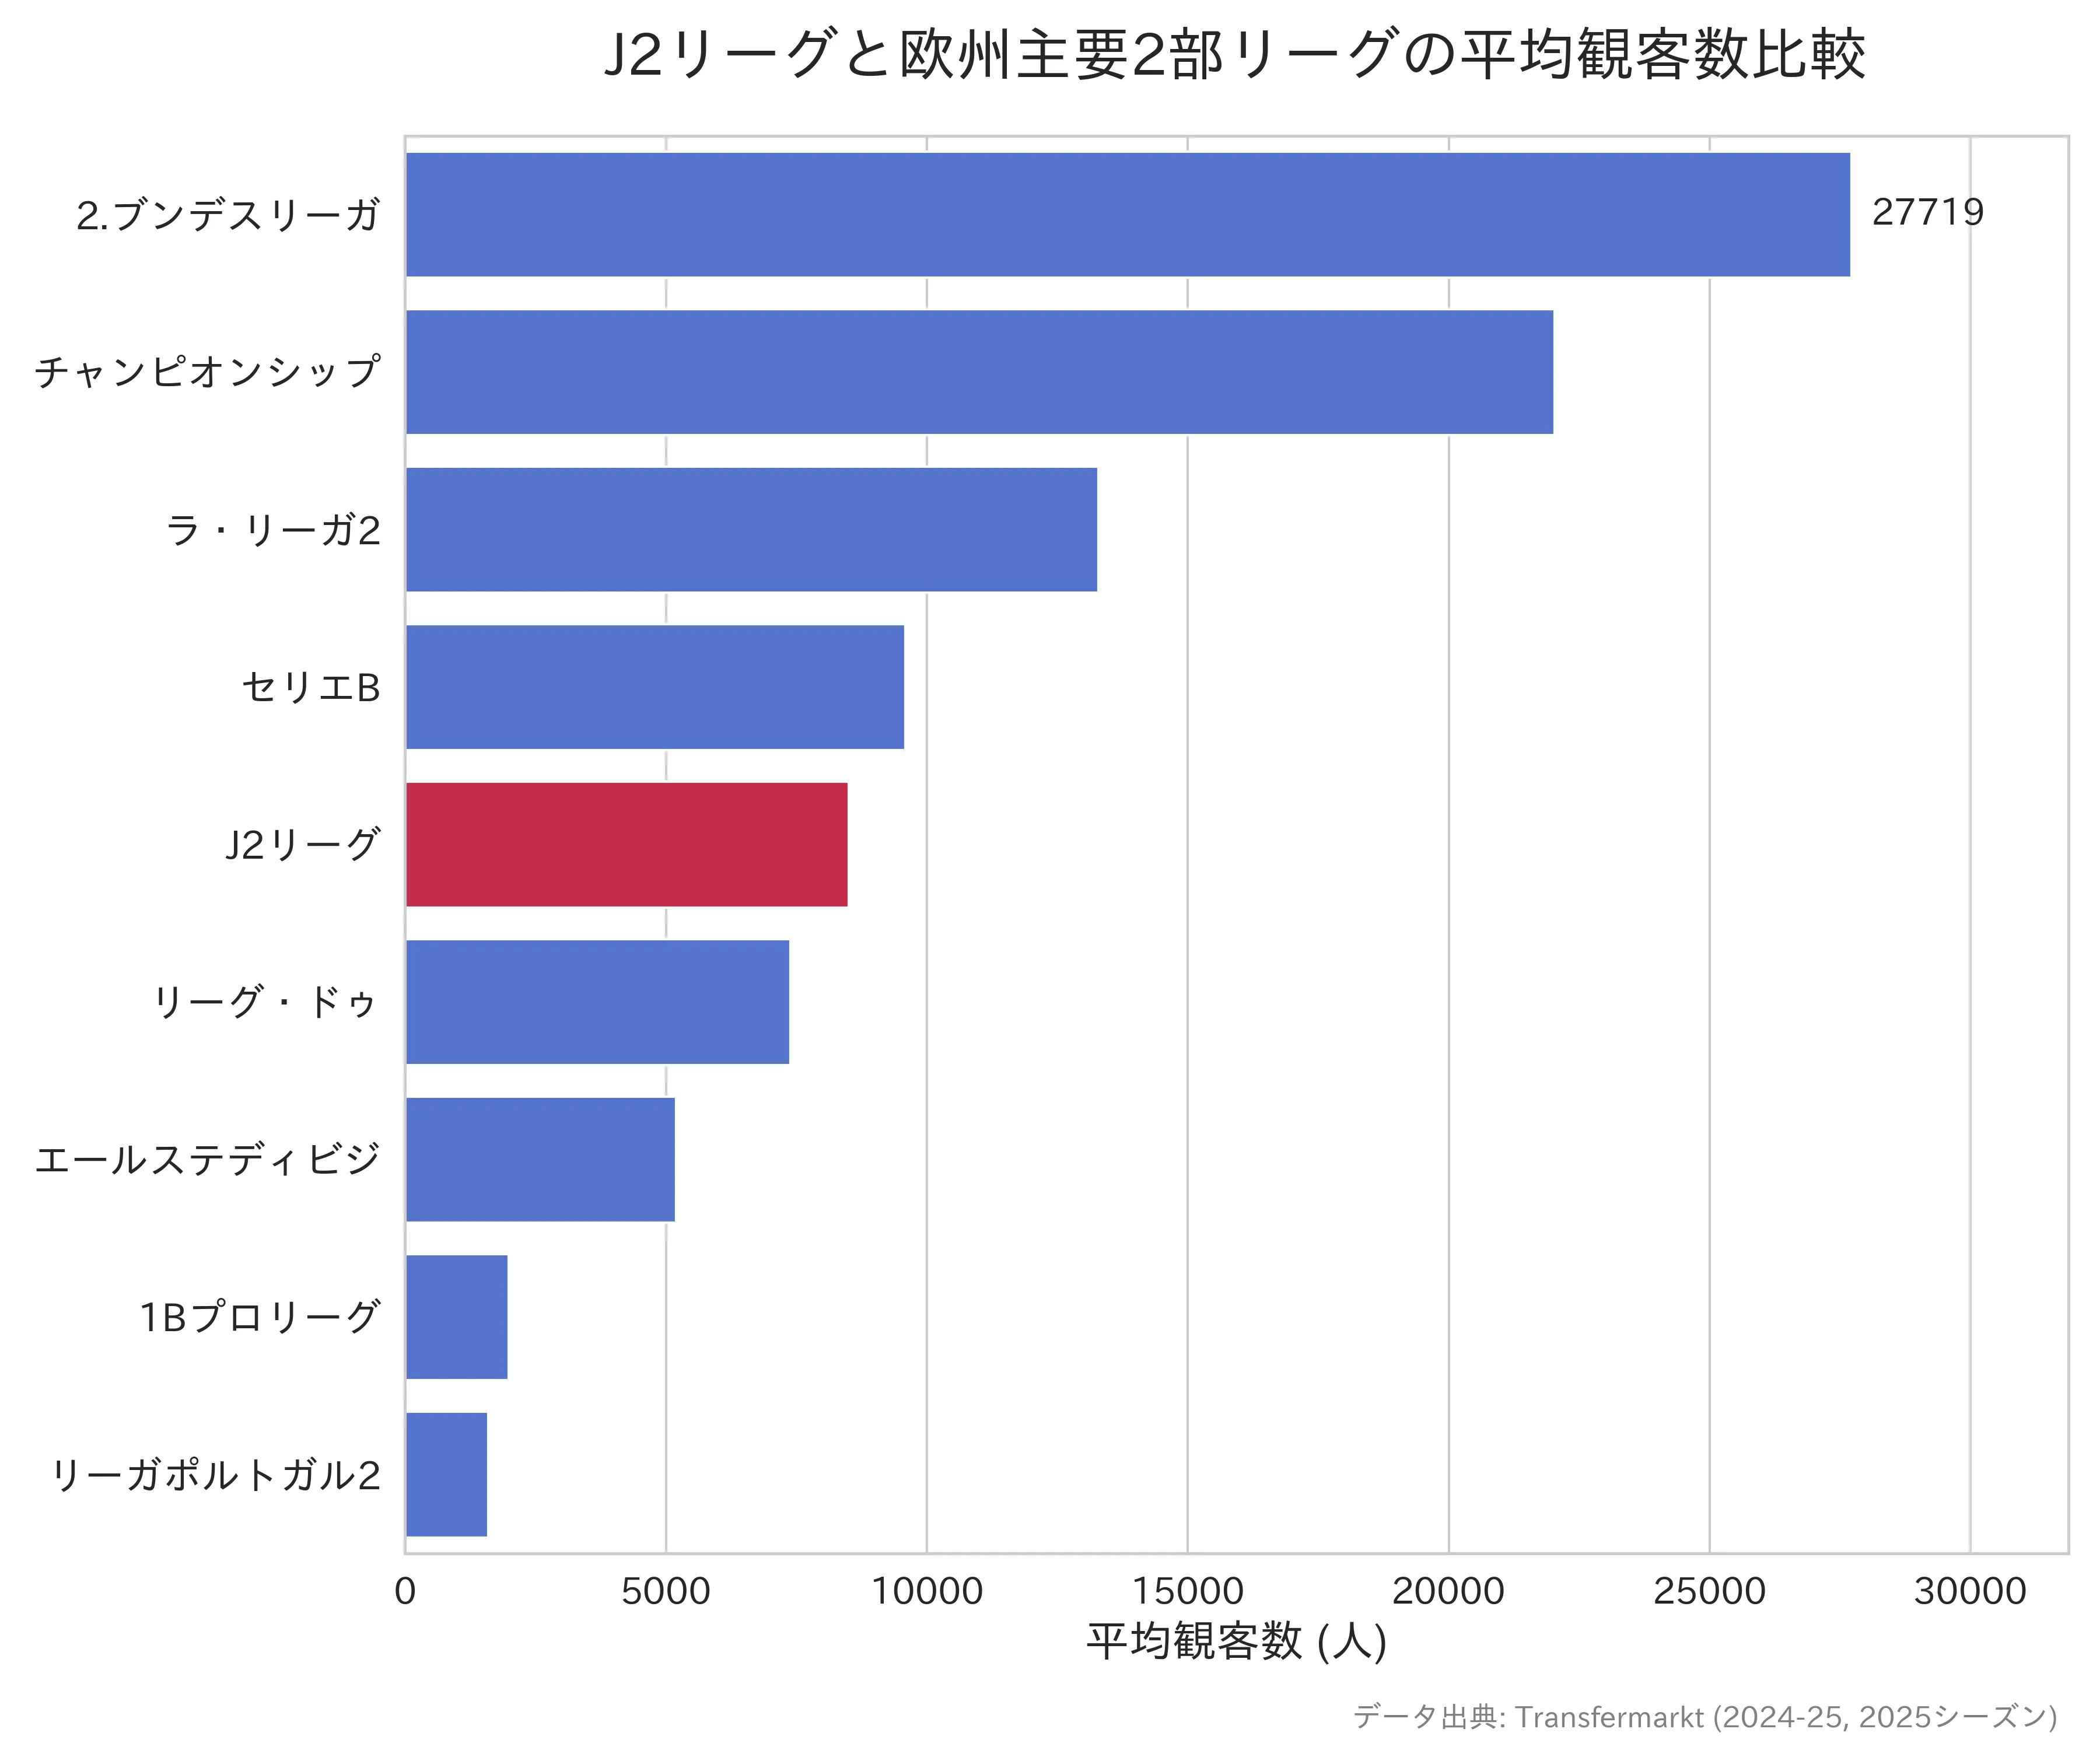 J2リーグと欧州主要2部リーグの平均観客数比較
2.ブンデスリーガ
27719
チャンピオンシップ
ラ・リーガ2
セリエB
J2リーグ
リーグ・ドゥ
エールステディビジ
1Bプロリーグ
リーガポルトガル2
0 5000 10000 15000 20000 25000 30000
平均観客数 (人)
データ出典: Transfermarkt (2024-25, 2025シーズン)